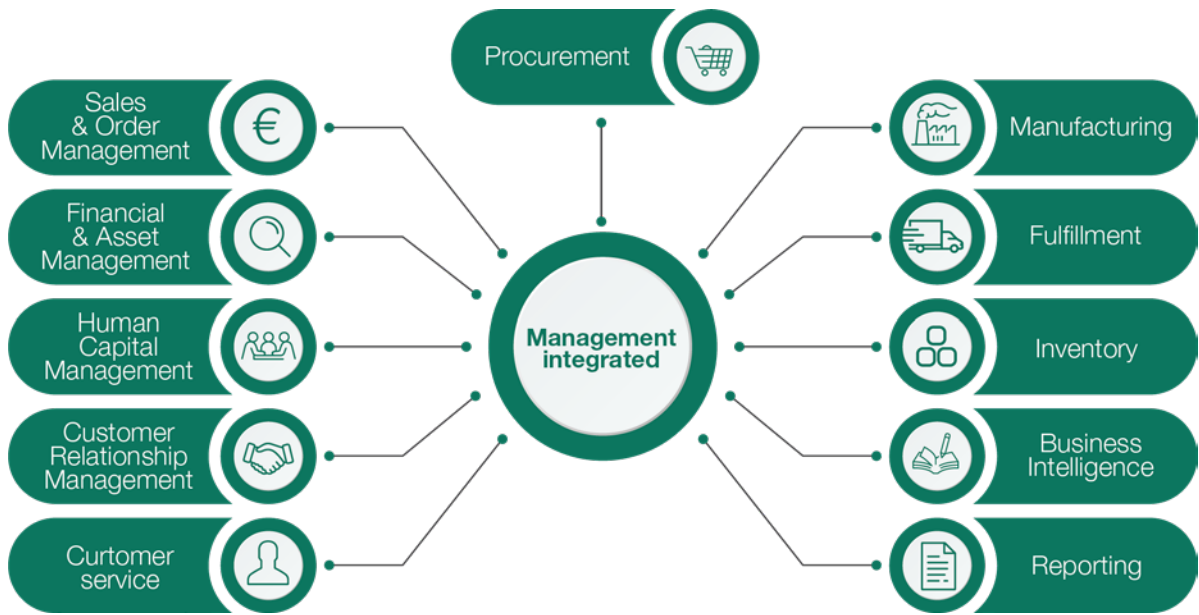 Procurement
Sales
& Order
Management
€
Financial
& Asset
Management
Human
Capital
Management
Customer
Relationship
Management
Curtomer
service
Management
integrated
Manufacturing
Fulfillment
Inventory
Business
Intelligence
Reporting